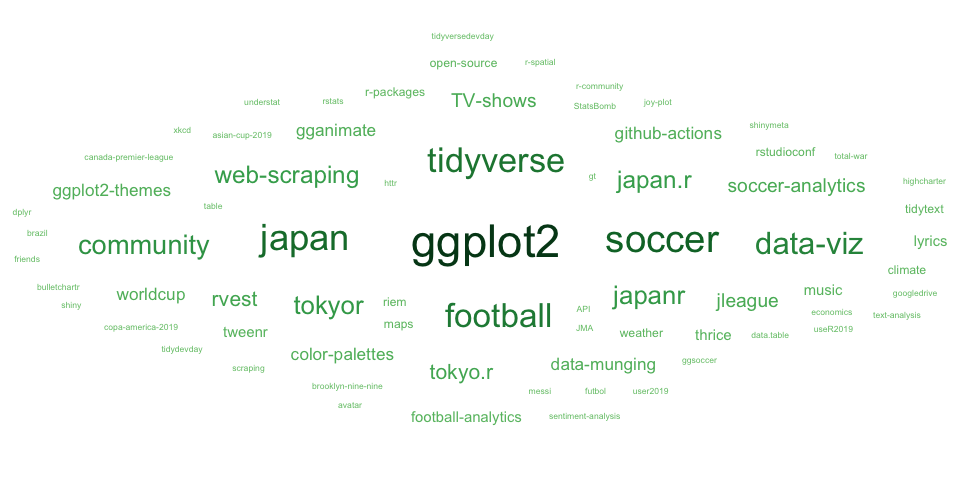 tidyversedevday
open-source
r-spatial
r-packages
r-community
TV-shows
understat
rstats
StatsBomb
joy-plot
xkcd
asian-cup-2019
gganimate
github-actions
shinymeta
canada-premier-league
tidyverse
rstudioconf
total-war
web-scraping
httr
gt
japan.r
soccer-analytics
highcharter
ggplot2-themes
dplyr
table
tidytext
brazil
community
japan
ggplot2
soccer
data-viz
lyrics
friends
climate
bulletchartr
shiny
worldcup
rvest
tokyor
riem
football
API
japanr
jleague
music
googledrive
copa-america-2019
tweenr
maps
JMA
weather
thrice
data.table
economics
useR2019
text-analysis
tidydevday
scraping
color-palettes
tokyo.r
data-munging
ggsoccer
brooklyn-nine-nine
messi
futbol
user2019
avatar
football-analytics
sentiment-analysis